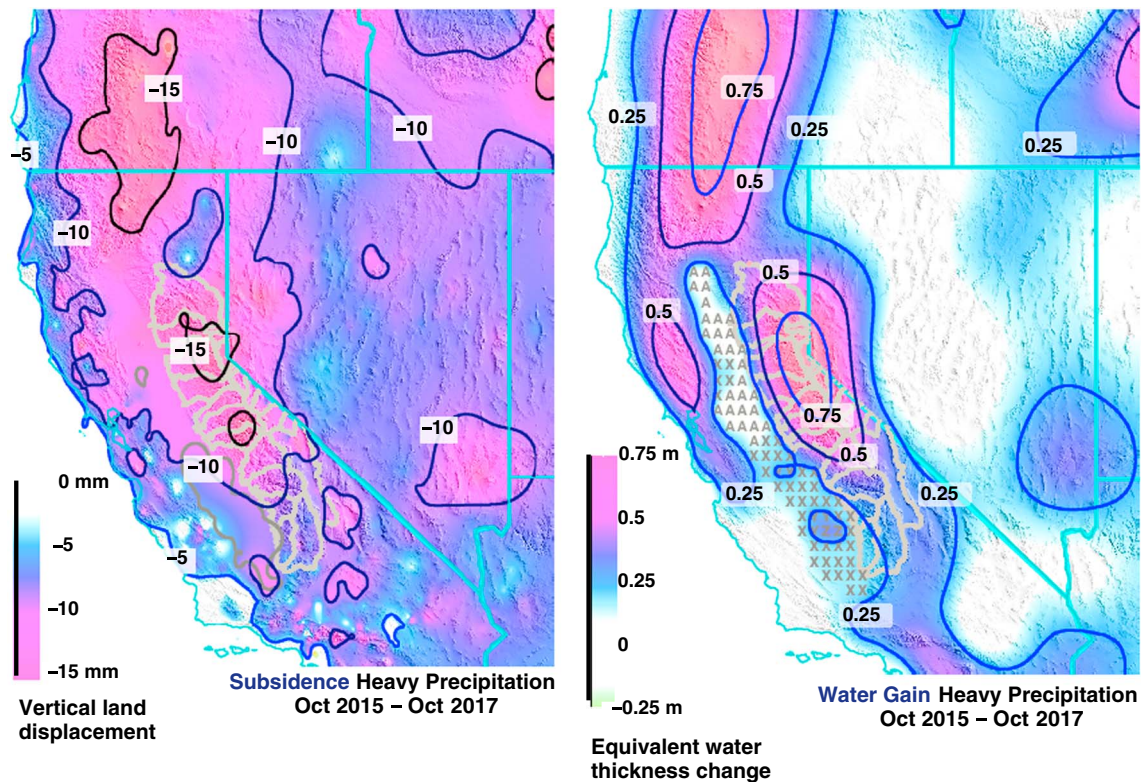 −15
−5
−10
−10
−10
−15
−10
−10
−5
0 mm
−5
−10
−15 mm
Vertical land
displacement
Subsidence Heavy Precipitation
Oct 2015 – Oct 2017
0.75
0.25
0.25
0.25
0.5
0.5
0.5
0.75
0.5
0.25
0.25
0.25
A A
A
A A
A A A
A A A
X X A
X X A
A A A A
A A A A
A A A A
X X X
X X X X
X X X X
X X X X
X X X X
X X X X
X X X X
X X X X
X X
0.75 m
0.5
0.25
0
−0.25 m
Equivalent water
thickness change
Water Gain Heavy Precipitation
Oct 2015 – Oct 2017